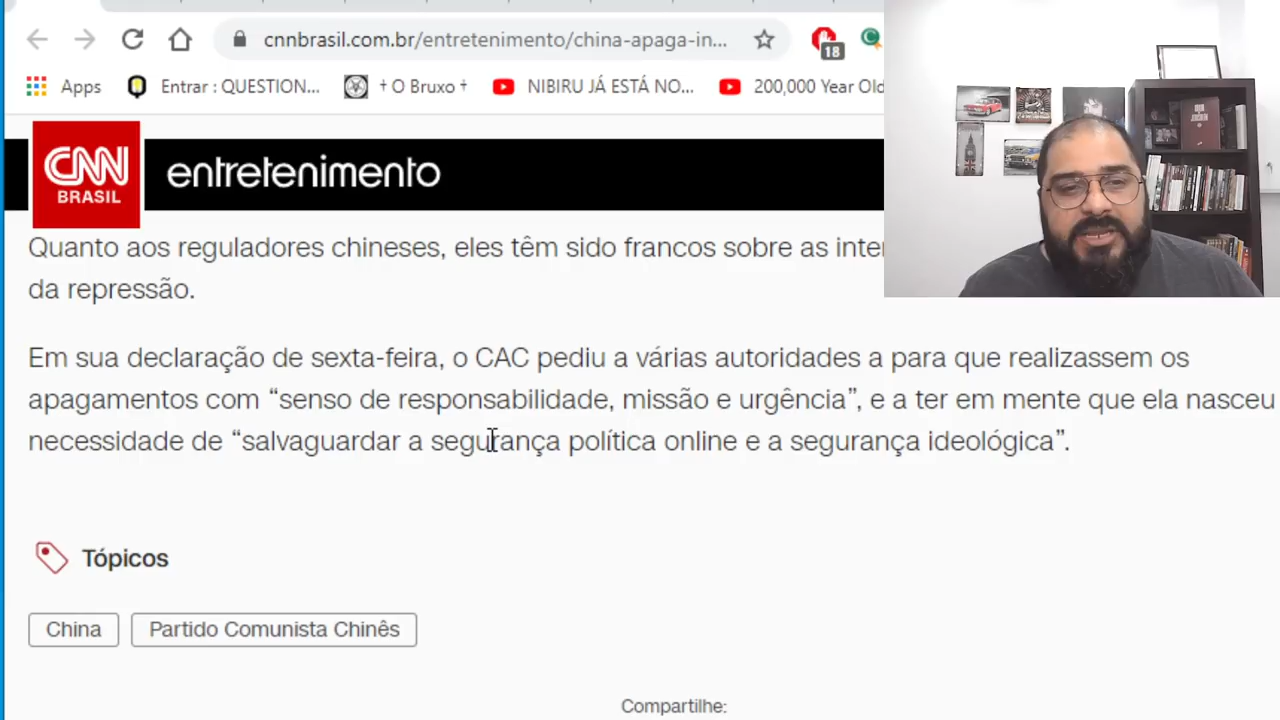 cnnbrasil.com.br/entretenimento/china-apaga-in...
18
Apps
Entrar : QUESTION...
† O Bruxo †
NIBIRU JÁ ESTÁ NO...
200,000 Year Old
CNN
BRASIL
entretenimento
Quanto aos reguladores chineses, eles têm sido francos sobre as inter
da repressão.
Em sua declaração de sexta-feira, o CAC pediu a várias autoridades a para que realizassem os
apagamentos com “senso de responsabilidade, missão e urgência”, e a ter em mente que ela nasceu
necessidade de “salvaguardar a segurança política online e a segurança ideológica”.
Tópicos
China
Partido Comunista Chinês
Compartilhe: